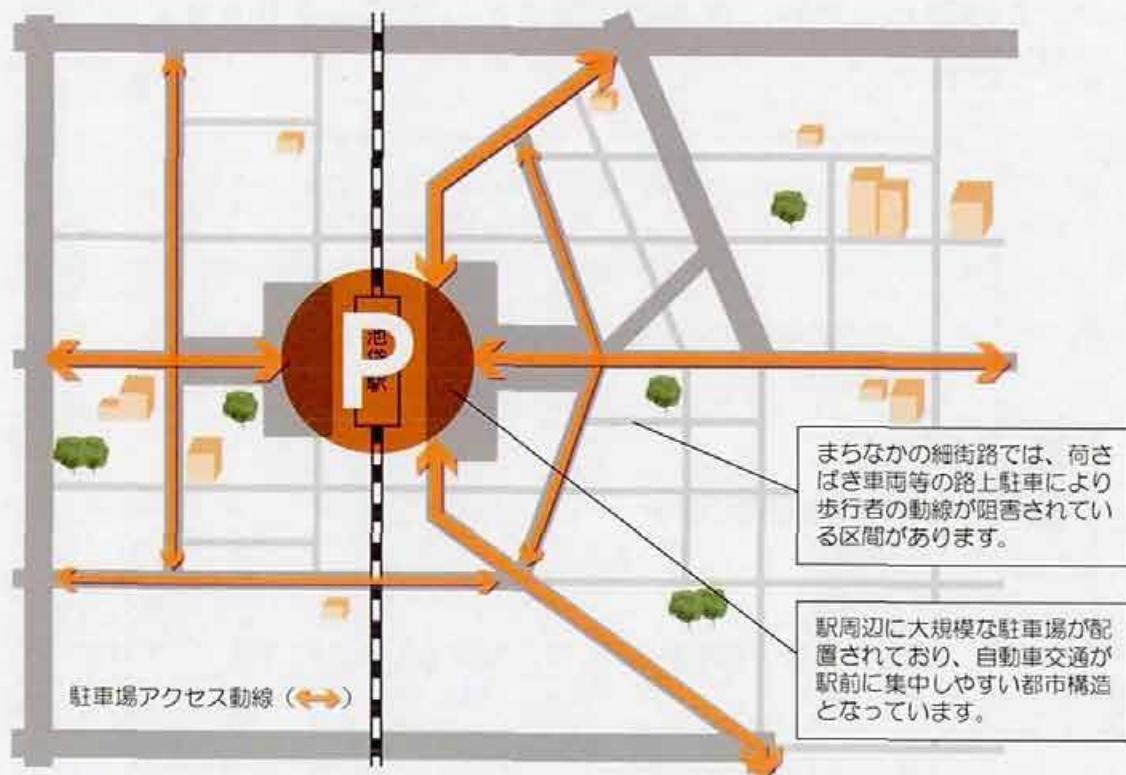 P
池袋駅
まちなかの細街路では、荷さ
ばき車両等の路上駐車により
歩行者の動線が阻害されてい
る区間があります。
駅周辺に大規模な駐車場が配
置されており、自動車交通が
駅前に集中しやすい都市構造
となっています。
駐車場アクセス動線（↔）